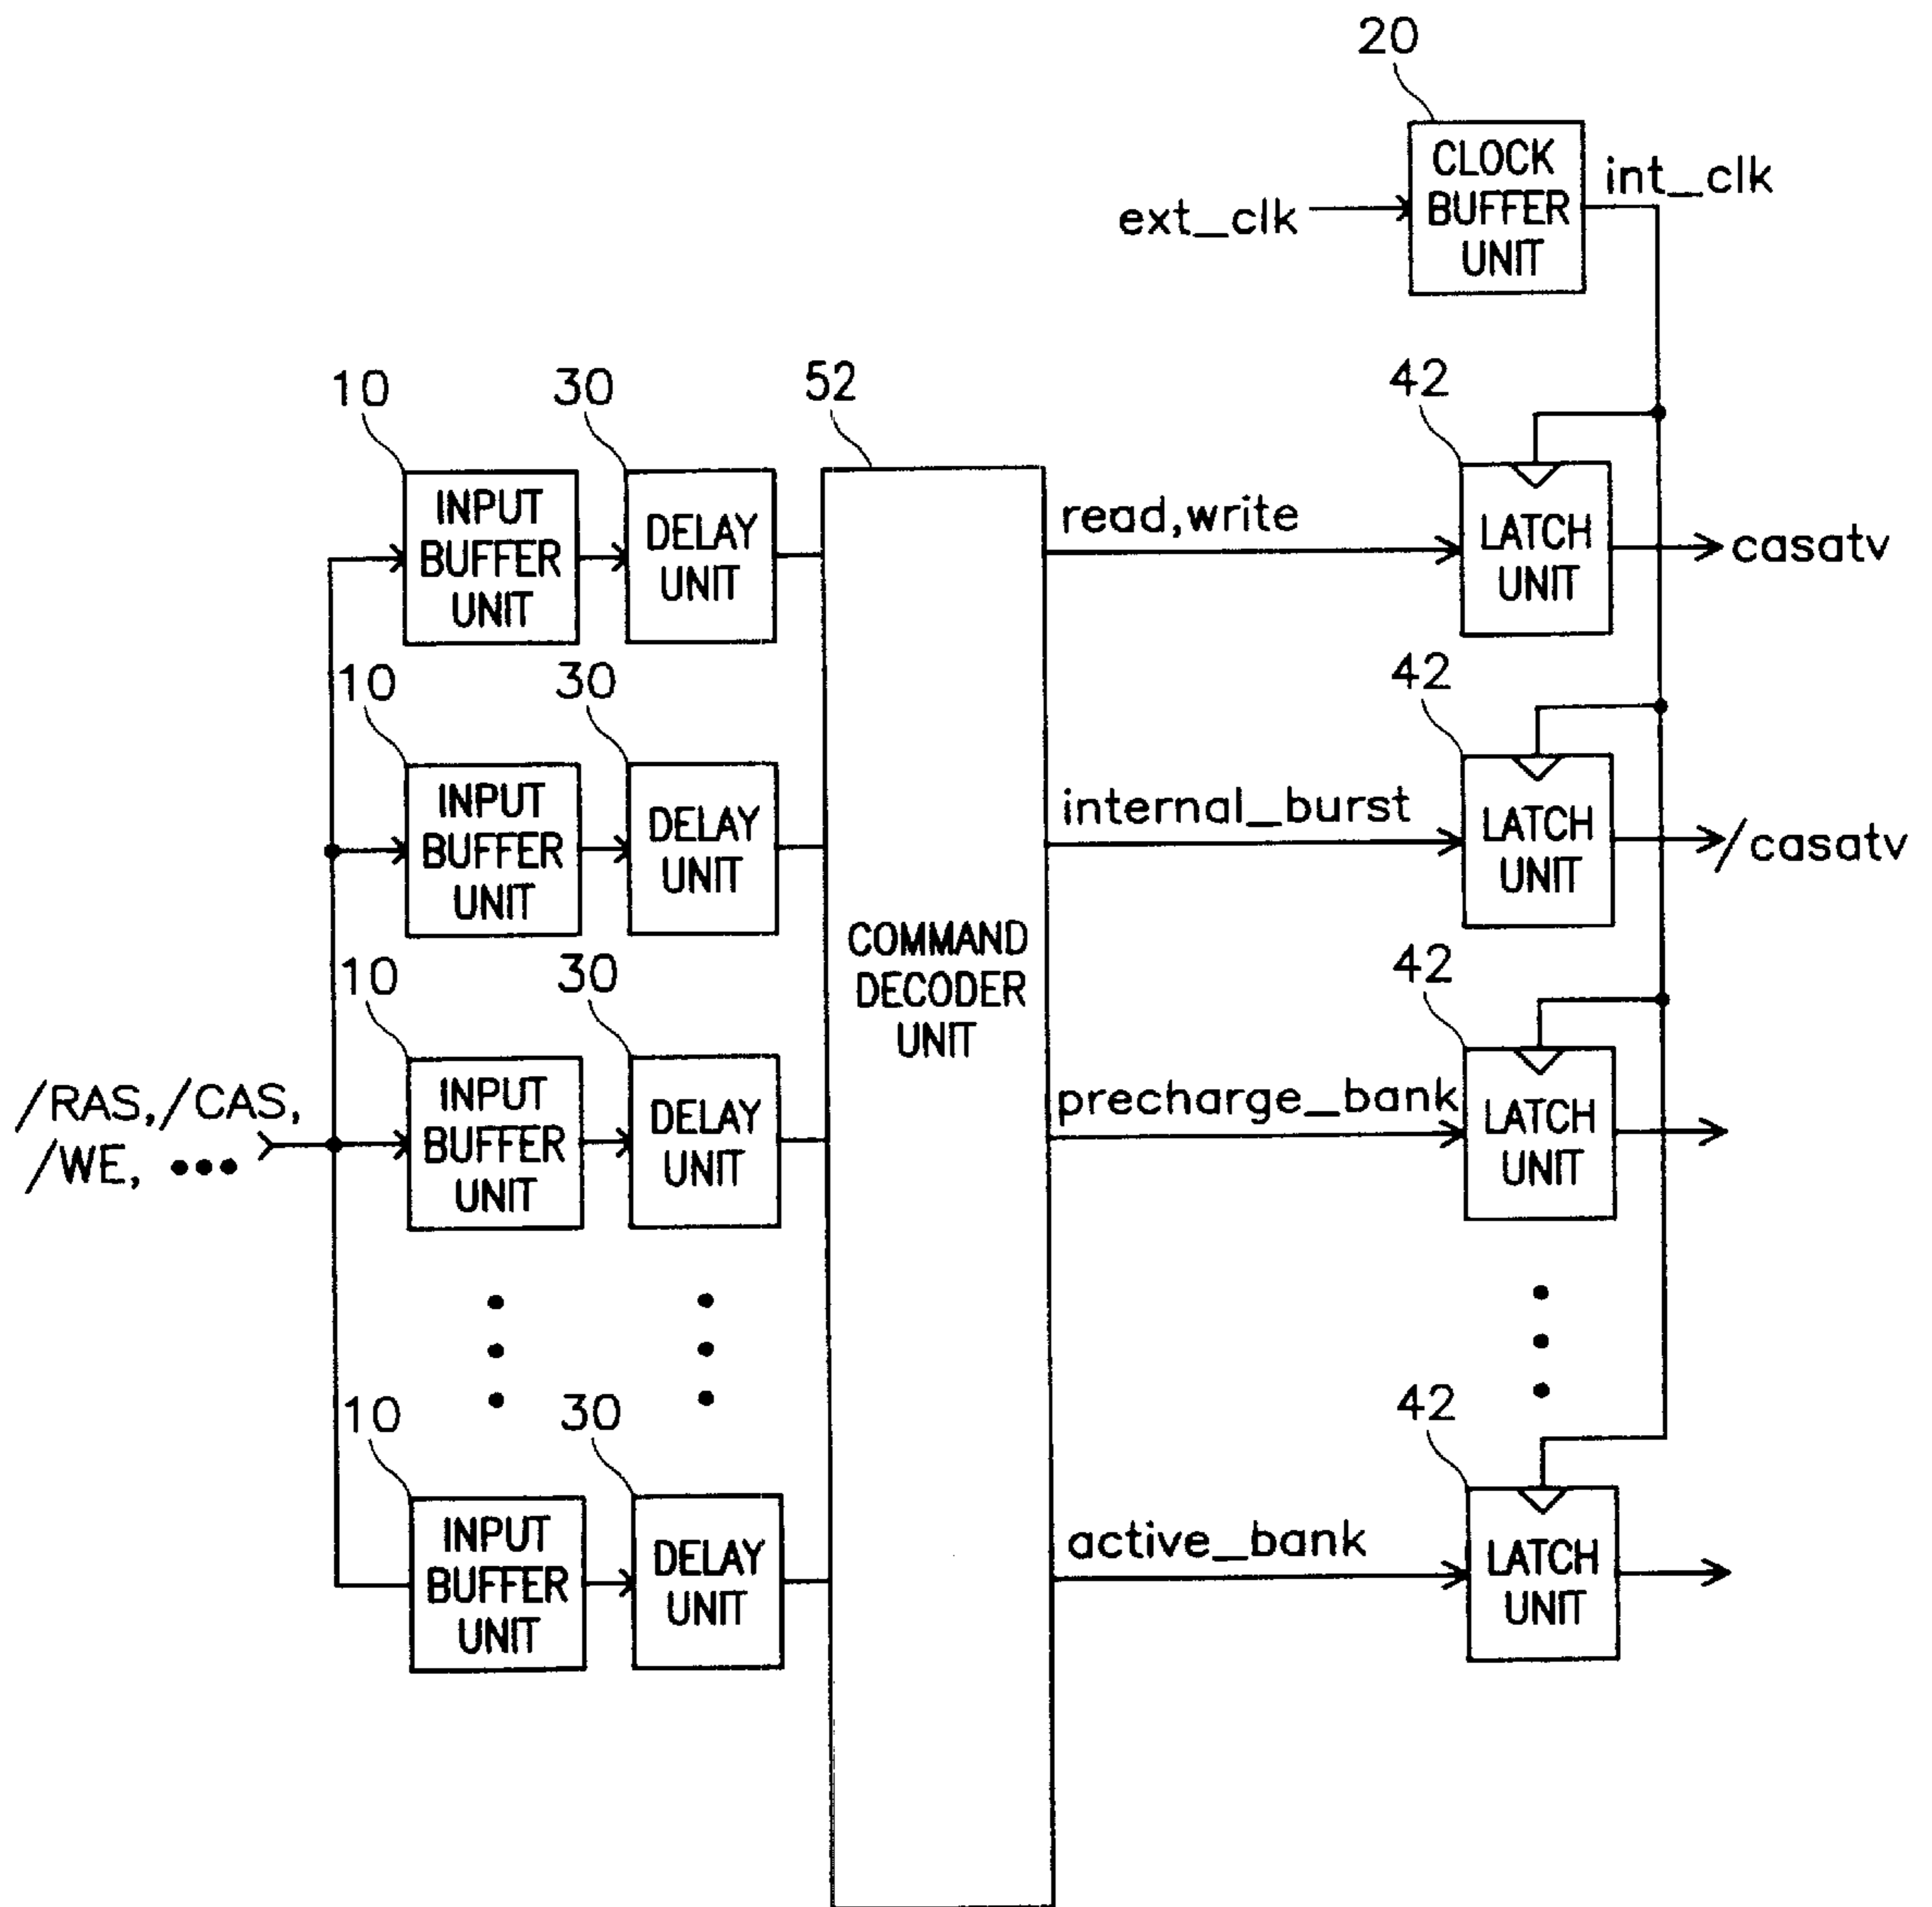 20
CLOCK
BUFFER
UNIT
int_clk
ext_clk
10
30
52
42
INPUT
BUFFER
UNIT
DELAY
UNIT
read,write
LATCH
UNIT
casatv
10
30
42
INPUT
BUFFER
UNIT
DELAY
UNIT
internal_burst
LATCH
UNIT
/casatv
COMMAND
DECODER
UNIT
10
30
42
/RAS,/CAS,
/WE, •••
INPUT
BUFFER
UNIT
DELAY
UNIT
precharge_bank
LATCH
UNIT
10
30
42
INPUT
BUFFER
UNIT
DELAY
UNIT
active_bank
LATCH
UNIT